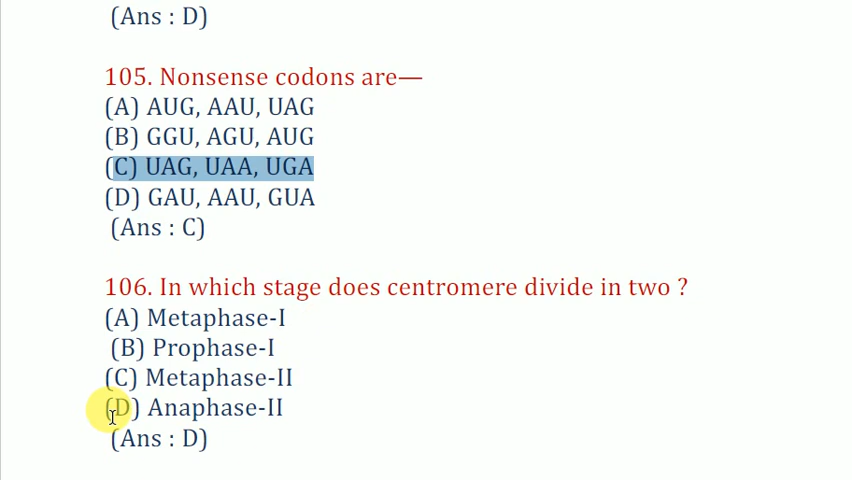 (Ans : D)
105. Nonsense codons are—
(A) AUG, AAU, UAG
(B) GGU, AGU, AUG
(C) UAG, UAA, UGA
(D) GAU, AAU, GUA
(Ans : C)
106. In which stage does centromere divide in two ?
(A) Metaphase-I
(B) Prophase-I
(C) Metaphase-II
(D) Anaphase-II
(Ans : D)